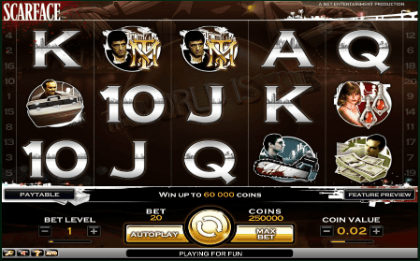 SCARFACE
A NET ENTERTAINMENT PRODUCTION
K A Q
10 J K
10 J Q
PAYTABLE
WIN UP TO 60 000 COINS
FEATURE PREVIEW
BET LEVEL
BET
COINS
COIN VALUE
20
250000
- 1 +
AUTOPLAY
MAX BET
- 0.02 +
PLAYING FOR FUN